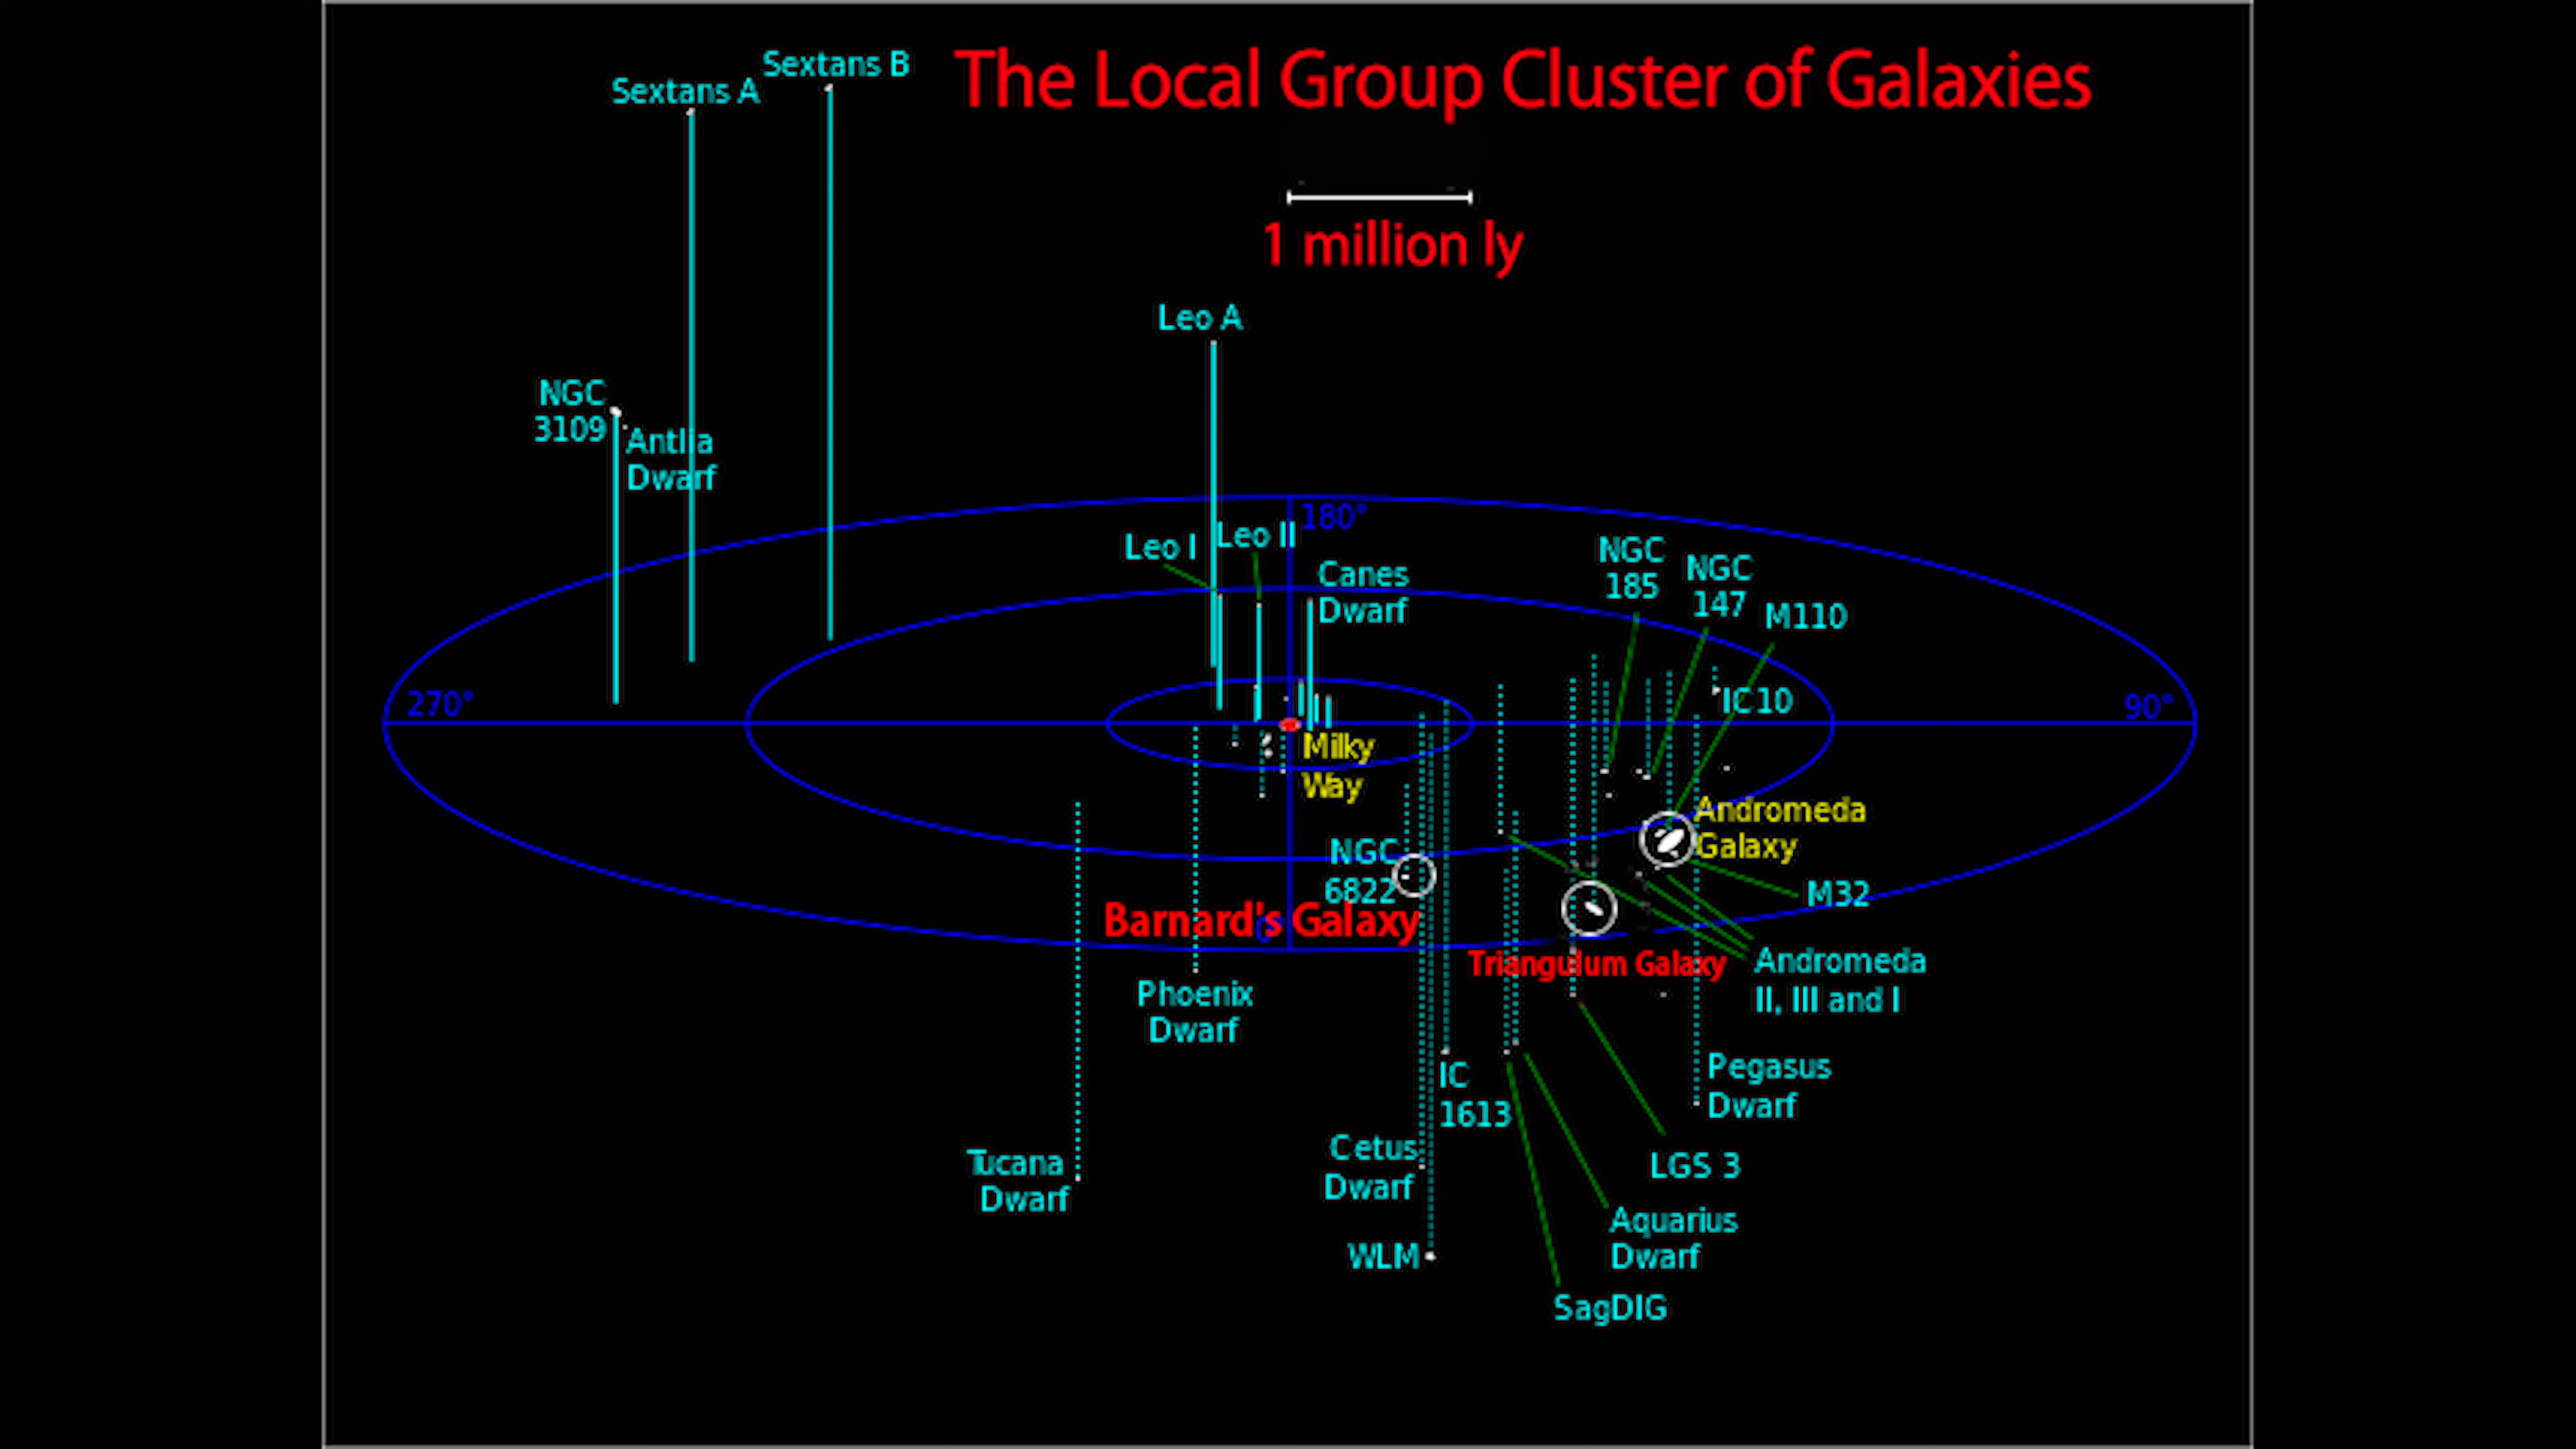 The Local Group Cluster of Galaxies
Sextans A
Sextans B
1 million ly
Leo A
NGC
3109
Antlia
Dwarf
180°
Leo I
Leo II
Canes
Dwarf
NGC
185
NGC
147
M110
270°
90°
IC10
Milky
Way
Andromeda
Galaxy
NGC
6822
M32
Barnard's Galaxy
0°
Triangulum Galaxy
Andromeda
II, III and I
Phoenix
Dwarf
IC
1613
Pegasus
Dwarf
Tucana
Dwarf
Cetus
Dwarf
LGS 3
Aquarius
Dwarf
WLM
SagDIG